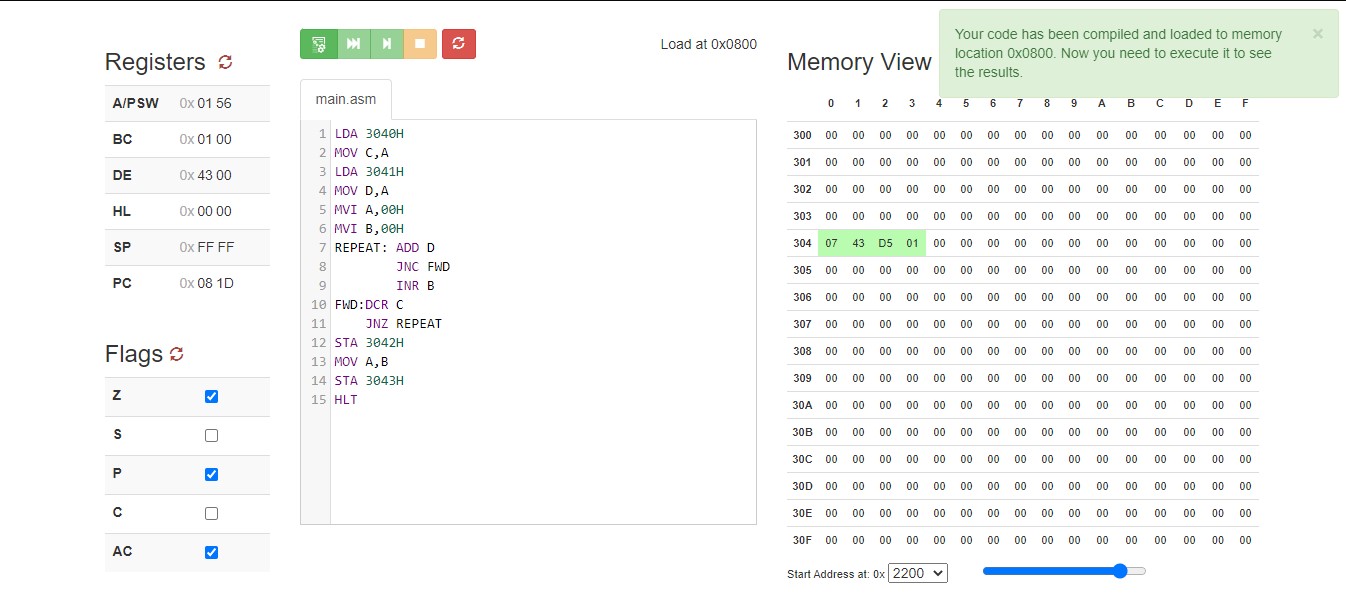 Registers
A/PSW 0x 01 56
BC 0x 01 00
DE 0x 43 00
HL 0x 00 00
SP 0x FF FF
PC 0x 08 1D
Flags
Z
S
P
C
AC
Load at 0x0800
main.asm
1 LDA 3040H
2 MOV C,A
3 LDA 3041H
4 MOV D,A
5 MVI A,00H
6 MVI B,00H
7 REPEAT: ADD D
8 JNC FWD
9 INR B
10 FWD:DCR C
11 JNZ REPEAT
12 STA 3042H
13 MOV A,B
14 STA 3043H
15 HLT
Memory View
Your code has been compiled and loaded to memory
location 0x0800. Now you need to execute it to see
the results.
×
0 1 2 3 4 5 6 7 8 9 A B C D E F
300 00 00 00 00 00 00 00 00 00 00 00 00 00 00 00 00
301 00 00 00 00 00 00 00 00 00 00 00 00 00 00 00 00
302 00 00 00 00 00 00 00 00 00 00 00 00 00 00 00 00
303 00 00 00 00 00 00 00 00 00 00 00 00 00 00 00 00
304 07 43 D5 01 00 00 00 00 00 00 00 00 00 00 00 00
305 00 00 00 00 00 00 00 00 00 00 00 00 00 00 00 00
306 00 00 00 00 00 00 00 00 00 00 00 00 00 00 00 00
307 00 00 00 00 00 00 00 00 00 00 00 00 00 00 00 00
308 00 00 00 00 00 00 00 00 00 00 00 00 00 00 00 00
309 00 00 00 00 00 00 00 00 00 00 00 00 00 00 00 00
30A 00 00 00 00 00 00 00 00 00 00 00 00 00 00 00 00
30B 00 00 00 00 00 00 00 00 00 00 00 00 00 00 00 00
30C 00 00 00 00 00 00 00 00 00 00 00 00 00 00 00 00
30D 00 00 00 00 00 00 00 00 00 00 00 00 00 00 00 00
30E 00 00 00 00 00 00 00 00 00 00 00 00 00 00 00 00
30F 00 00 00 00 00 00 00 00 00 00 00 00 00 00 00 00
Start Address at: 0x 2200